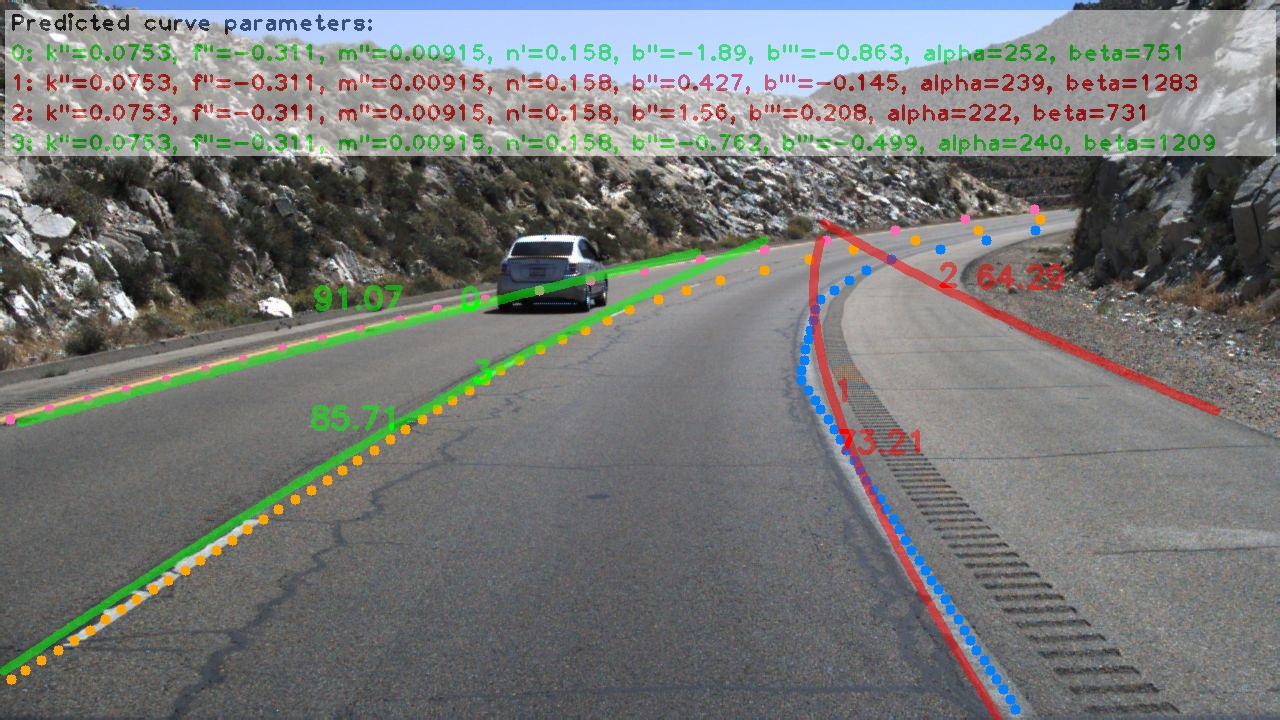 Predicted curve parameters:
0: k''=0.0753, f''=-0.311, m''=0.00915, n'=0.158, b''=-1.89, b'''=-0.863, alpha=252, beta=751
1: k''=0.0753, f''=-0.311, m''=0.00915, n'=0.158, b''=0.427, b'''=-0.145, alpha=239, beta=1283
2: k''=0.0753, f''=-0.311, m''=0.00915, n'=0.158, b''=1.56, b'''=0.208, alpha=222, beta=731
3: k''=0.0753, f''=-0.311, m''=0.00915, n'=0.158, b''=-0.762, b'''=-0.499, alpha=240, beta=1209
91.07 0
2 64.29
3
1
85.71
73.21